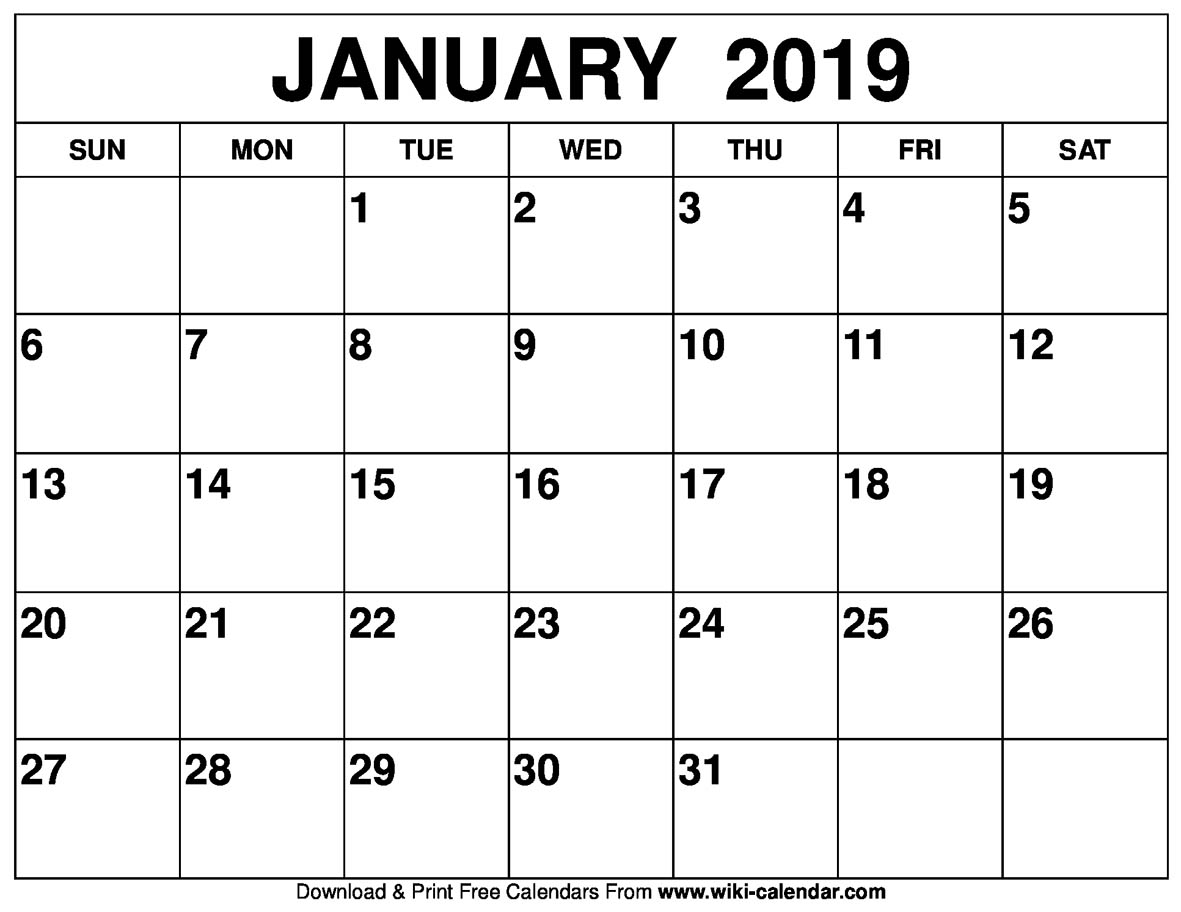 JANUARY 2019
SUN MON TUE WED THU FRI SAT
1 2 3 4 5
6 7 8 9 10 11 12
13 14 15 16 17 18 19
20 21 22 23 24 25 26
27 28 29 30 31
Download & Print Free Calendars From www.wiki-calendar.com